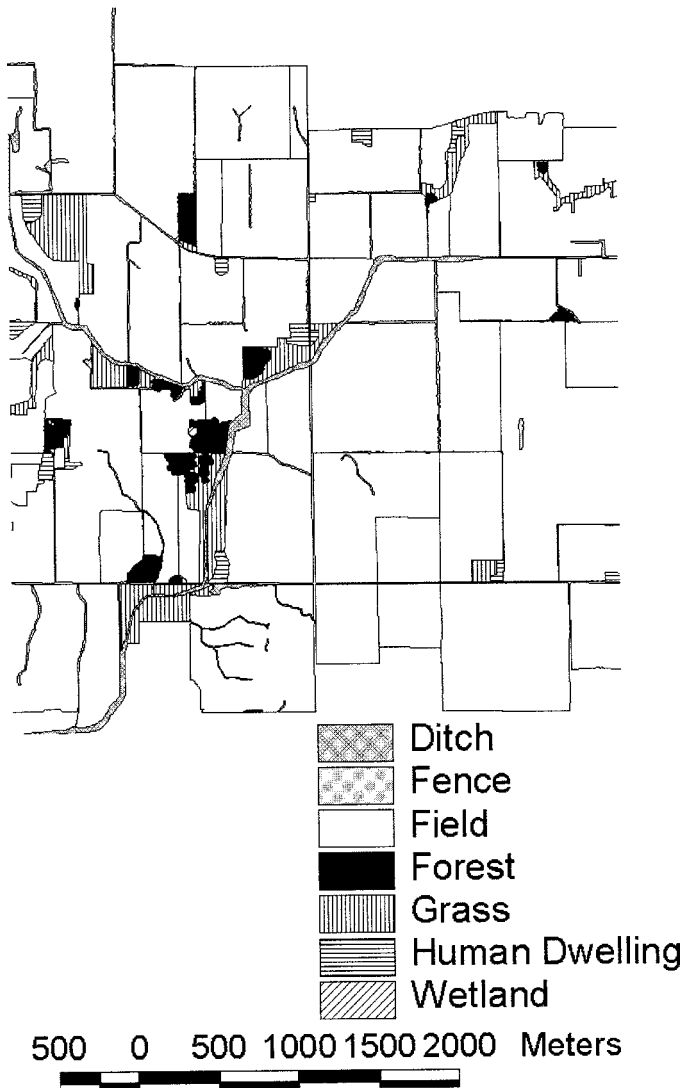 Ditch
Fence
Field
Forest
Grass
Human Dwelling
Wetland
500 0 500 1000 1500 2000 Meters